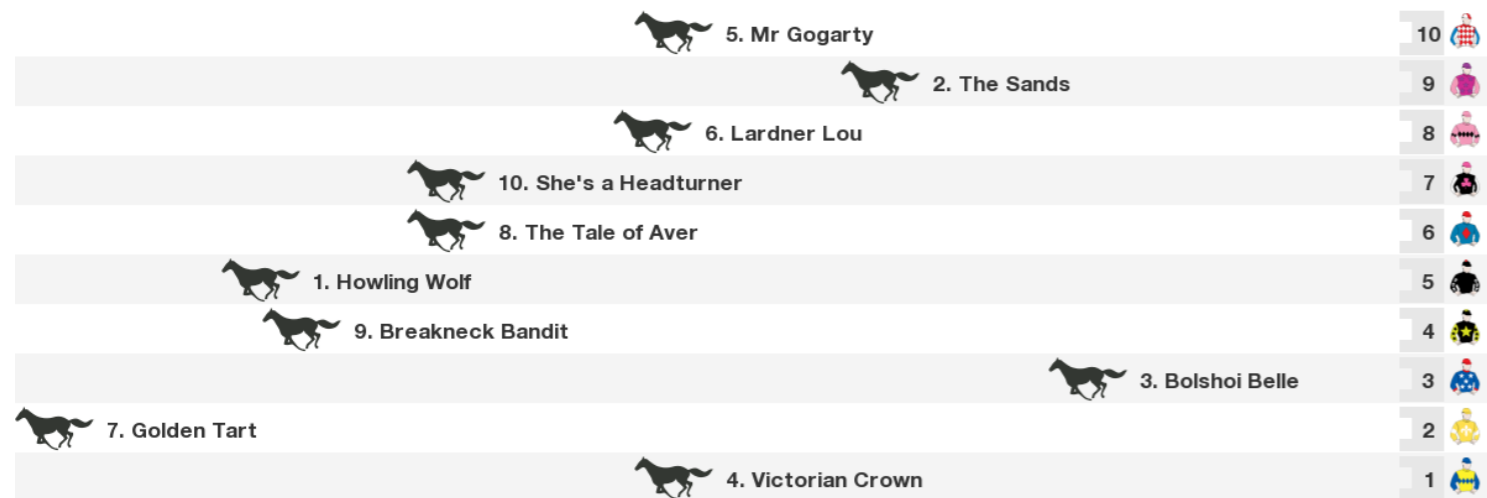 5. Mr Gogarty 10
2. The Sands 9
6. Lardner Lou 8
10. She's a Headturner 7
8. The Tale of Aver 6
1. Howling Wolf 5
9. Breakneck Bandit 4
3. Bolshoi Belle 3
7. Golden Tart 2
4. Victorian Crown 1